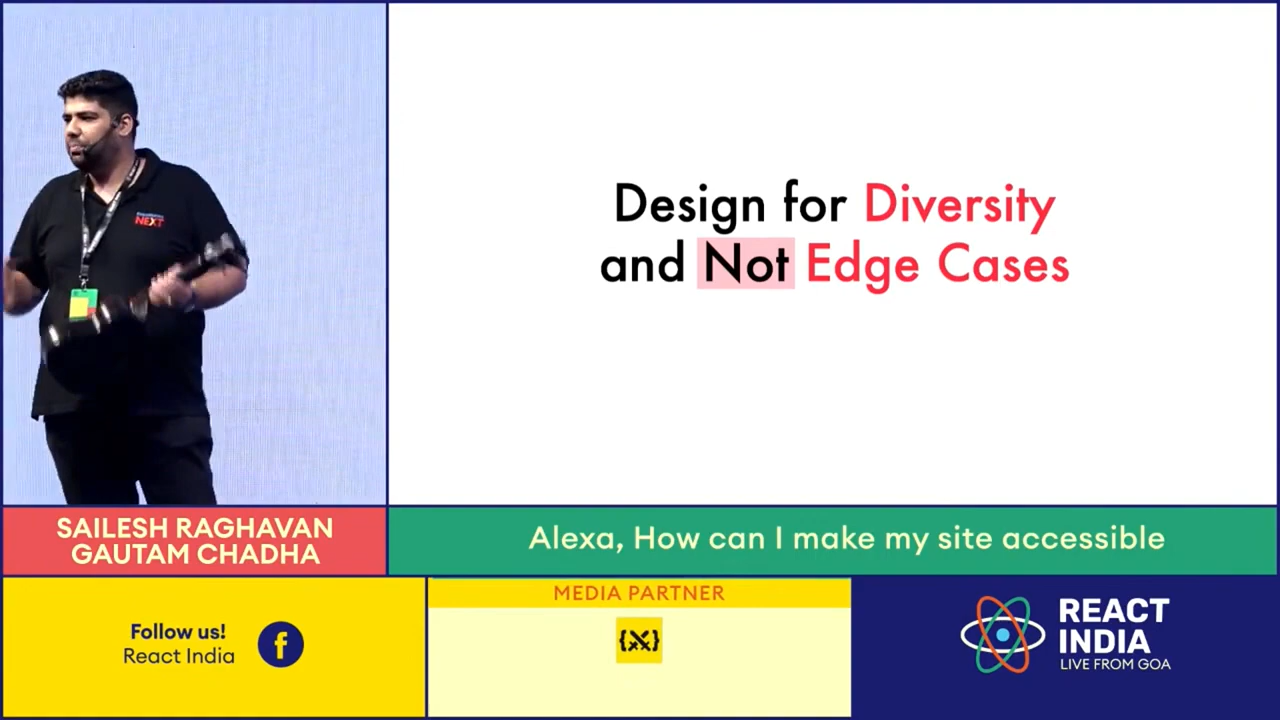 NEXT
Design for Diversity
and Not Edge Cases
SAILESH RAGHAVAN
GAUTAM CHADHA
Alexa, How can I make my site accessible
Follow us!
React India
f
MEDIA PARTNER
{X}
REACT
INDIA
LIVE FROM GOA